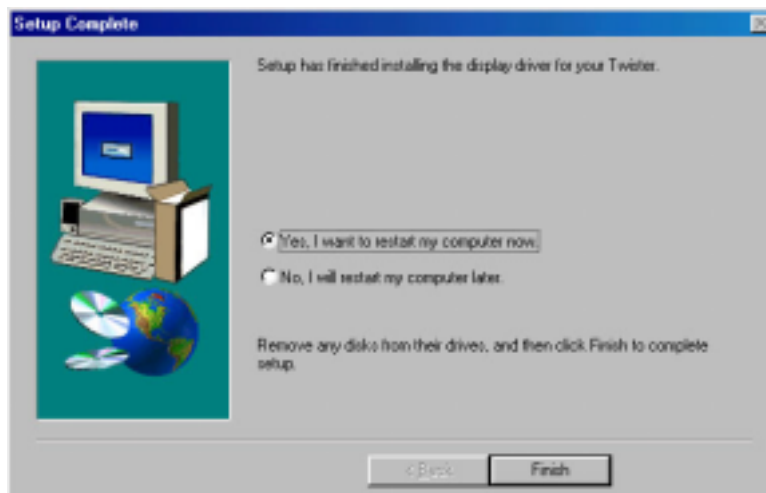 Setup Complete
Setup has finished installing the display driver for your Twister.
Yes, I want to restart my computer now.
No, I will restart my computer later.
Remove any disks from their drives, and then click Finish to complete
setup.
< Back
Finish